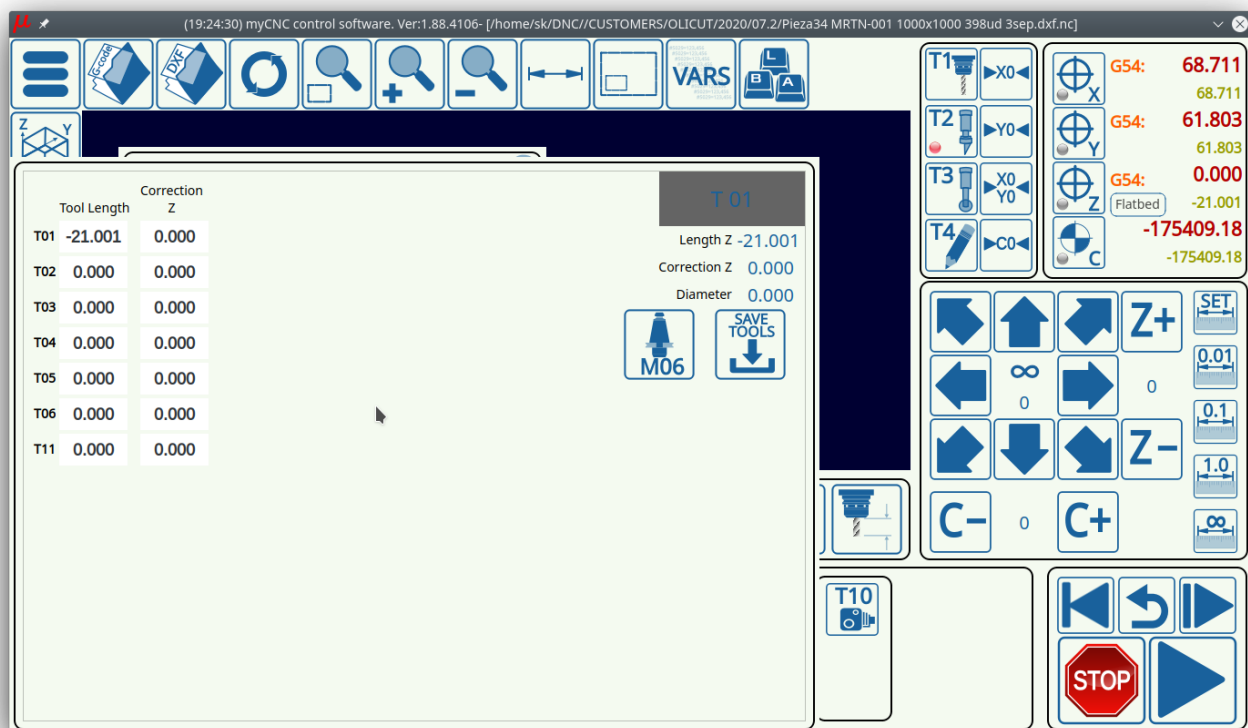 (19:24:30) myCNC control software. Ver:1.88.4106- [/home/sk/DNC//CUSTOMERS/OLICUT/2020/07.2/Pieza34 MRTN-001 1000x1000 398ud 3sep.dxf.nc]
G-code
DXF
VARS
L
B
A
Z
Y
Tool Length
Correction
Z
T01 -21.001 0.000
T02 0.000 0.000
T03 0.000 0.000
T04 0.000 0.000
T05 0.000 0.000
T06 0.000 0.000
T11 0.000 0.000
T 01
Length Z -21.001
Correction Z 0.000
Diameter 0.000
M06
SAVE
TOOLS
T10
T1
X0
T2
Y0
T3
X0
Y0
T4
C0
X
G54: 68.711
68.711
Y
G54: 61.803
61.803
Z
G54: 0.000
Flatbed -21.001
C
-175409.18
-175409.18
Z+
SET
∞
0
0
0.01
0.1
Z−
1.0
C−
0
C+
∞
STOP